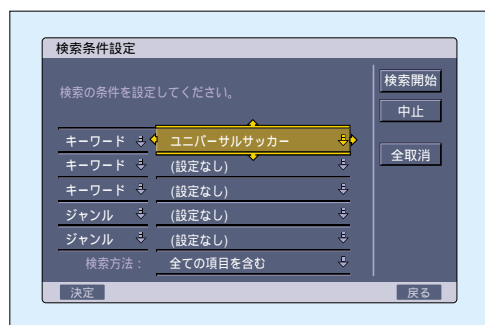 検索条件設定
検索の条件を設定してください。
検索開始
中止
全取消
キーワード ユニバーサルサッカー
キーワード (設定なし)
キーワード (設定なし)
ジャンル (設定なし)
ジャンル (設定なし)
検索方法： 全ての項目を含む
決定 戻る